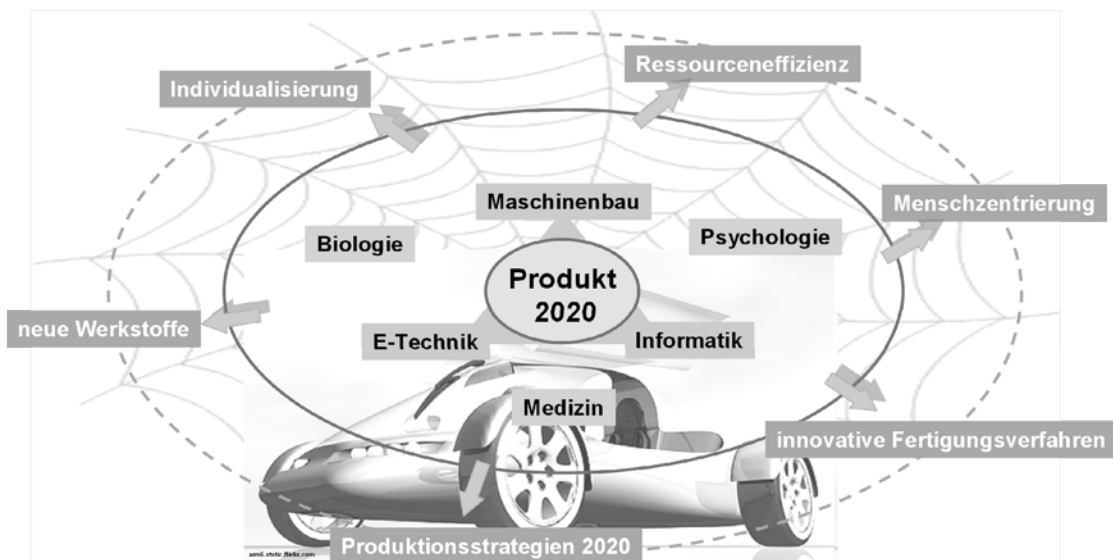 Ressourceneffizienz
Individualisierung
Maschinenbau
Menschzentrierung
Biologie
Psychologie
Produkt
2020
neue Werkstoffe
E-Technik
Informatik
Medizin
innovative Fertigungsverfahren
Produktionsstrategien 2020